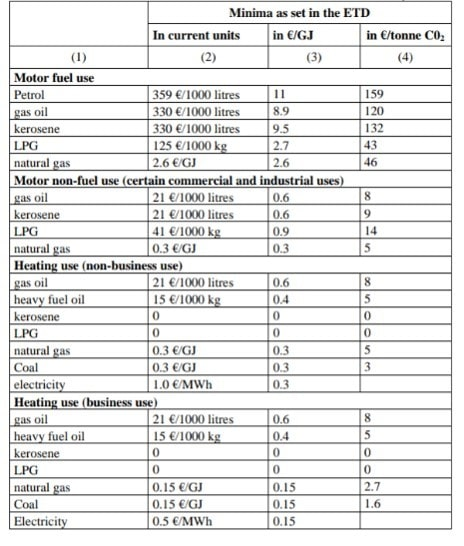 Minima as set in the ETD
In current units in €/GJ in €/tonne C0₂
(1) (2) (3) (4)
Motor fuel use
Petrol 359 €/1000 litres 11 159
gas oil 330 €/1000 litres 8.9 120
kerosene 330 €/1000 litres 9.5 132
LPG 125 €/1000 kg 2.7 43
natural gas 2.6 €/GJ 2.6 46
Motor non-fuel use (certain commercial and industrial uses)
gas oil 21 €/1000 litres 0.6 8
kerosene 21 €/1000 litres 0.6 9
LPG 41 €/1000 kg 0.9 14
natural gas 0.3 €/GJ 0.3 5
Heating use (non-business use)
gas oil 21 €/1000 litres 0.6 8
heavy fuel oil 15 €/1000 kg 0.4 5
kerosene 0 0 0
LPG 0 0 0
natural gas 0.3 €/GJ 0.3 5
Coal 0.3 €/GJ 0.3 3
electricity 1.0 €/MWh 0.3
Heating use (business use)
gas oil 21 €/1000 litres 0.6 8
heavy fuel oil 15 €/1000 kg 0.4 5
kerosene 0 0 0
LPG 0 0 0
natural gas 0.15 €/GJ 0.15 2.7
Coal 0.15 €/GJ 0.15 1.6
Electricity 0.5 €/MWh 0.15